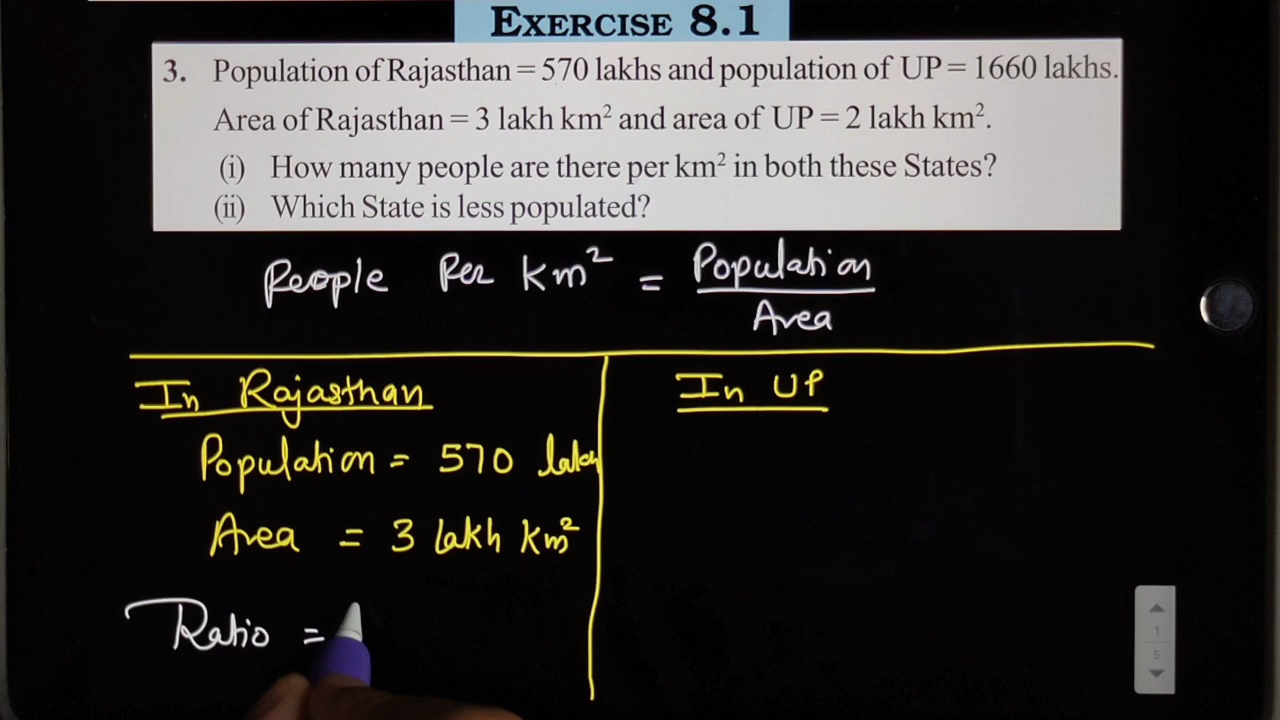 EXERCISE 8.1
3. Population of Rajasthan = 570 lakhs and population of UP = 1660 lakhs.
Area of Rajasthan = 3 lakh km² and area of UP = 2 lakh km².
(i) How many people are there per km² in both these States?
(ii) Which State is less populated?
People Per km² = Population
Area
In Rajasthan
Population = 570 lakh
Area = 3 lakh km²
Ratio =
In UP
1
5